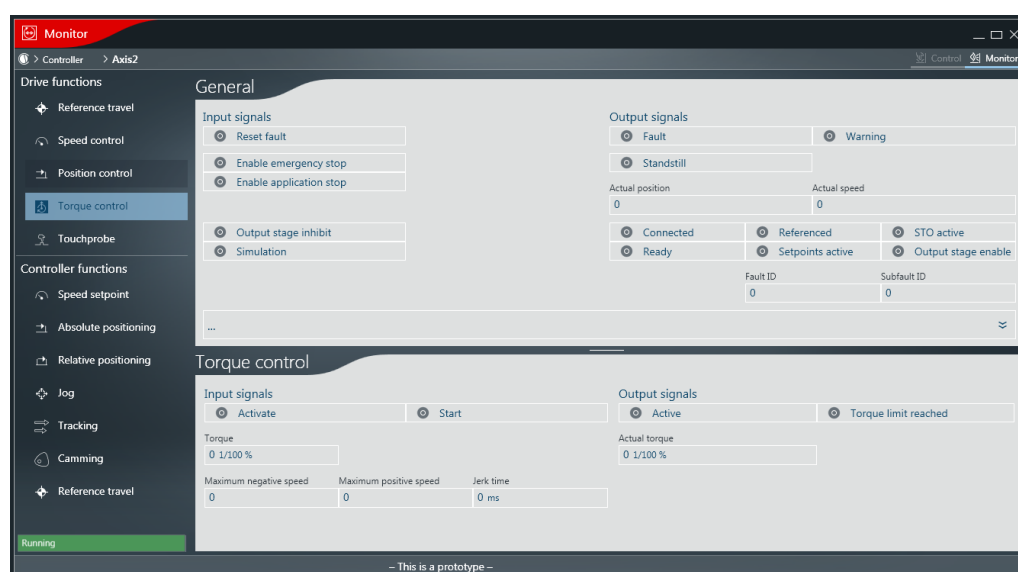 Monitor
> Controller > Axis2
Control Monitor
Drive functions
Reference travel
Speed control
Position control
Torque control
Touchprobe
Controller functions
Speed setpoint
Absolute positioning
Relative positioning
Jog
Tracking
Camming
Reference travel
Running
General
Input signals
Reset fault
Enable emergency stop
Enable application stop
Output stage inhibit
Simulation
Output signals
Fault Warning
Standstill
Actual position Actual speed
0 0
Connected Referenced STO active
Ready Setpoints active Output stage enable
Fault ID Subfault ID
0 0
...
Torque control
Input signals
Activate Start
Torque
0 1/100 %
Maximum negative speed Maximum positive speed Jerk time
0 0 0 ms
Output signals
Active Torque limit reached
Actual torque
0 1/100 %
– This is a prototype –